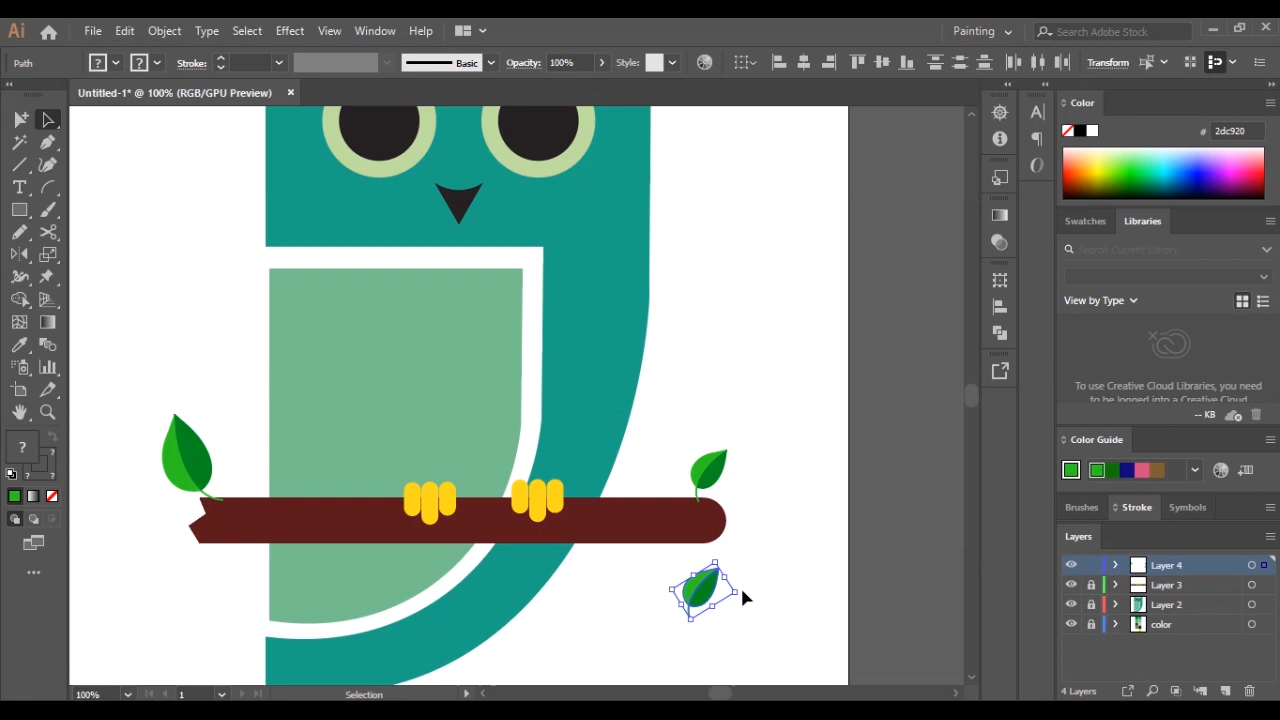 Ai File Edit Object Type Select Effect View Window Help Painting Search Adobe Stock
Path ? ? Stroke: Basic Opacity: 100% Style: Transform
Untitled-1* @ 100% (RGB/GPU Preview)
Color
# 2dc920
Swatches Libraries
Search Current Library
View by Type
To use Creative Cloud Libraries, you need
to be logged into a Creative Cloud
-- KB
Color Guide
Brushes Stroke Symbols
Layers
Layer 4
Layer 3
Layer 2
color
4 Layers
100% 1 Selection